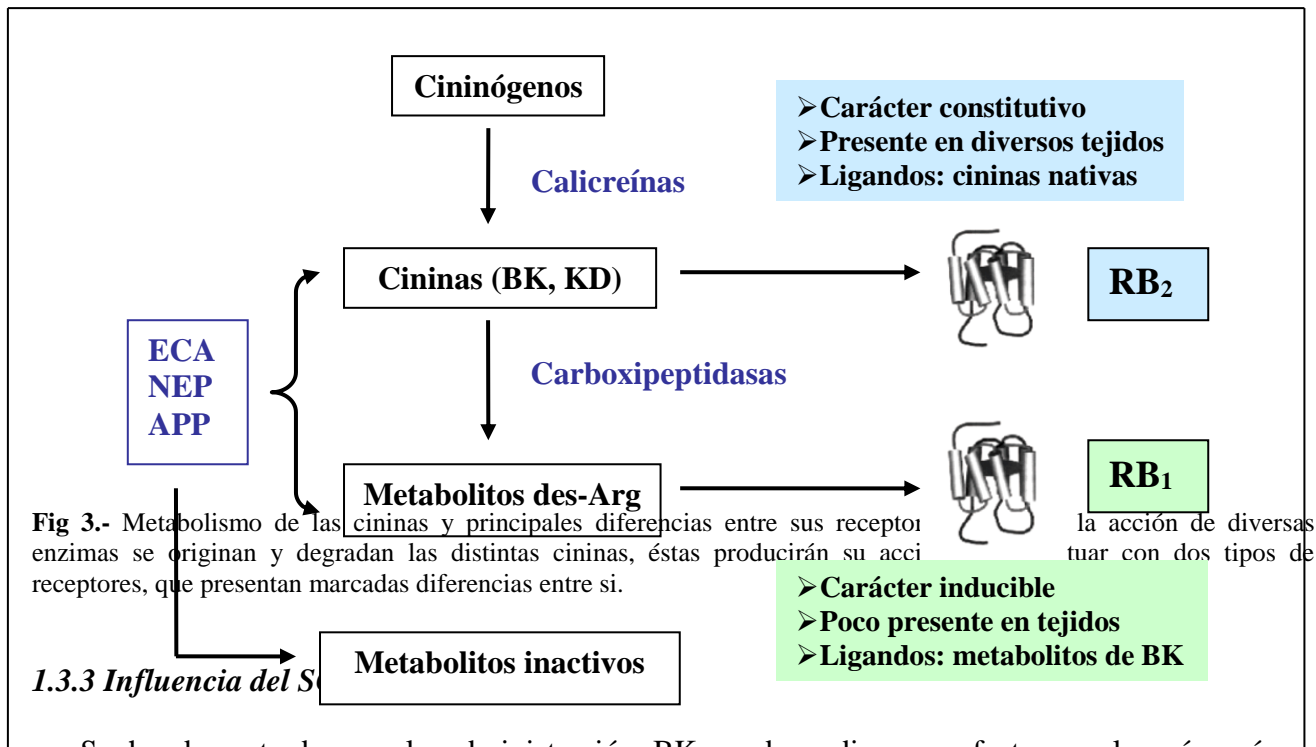 Cininógenos
➢Carácter constitutivo
➢Presente en diversos tejidos
➢Ligandos: cininas nativas
Calicreínas
Cininas (BK, KD)
RB₂
ECA
NEP
APP
Carboxipeptidasas
Metabolitos des-Arg
RB₁
Fig 3.- Metabolismo de las cininas y principales diferencias entre sus la acción de diversas
enzimas se originan y degradan las distintas cininas, éstas producirán su con dos tipos de
receptores, que presentan marcadas diferencias entre si.
➢Carácter inducible
➢Poco presente en tejidos
➢Ligandos: metabolitos de BK
Metabolitos inactivos
1.3.3 Influencia del